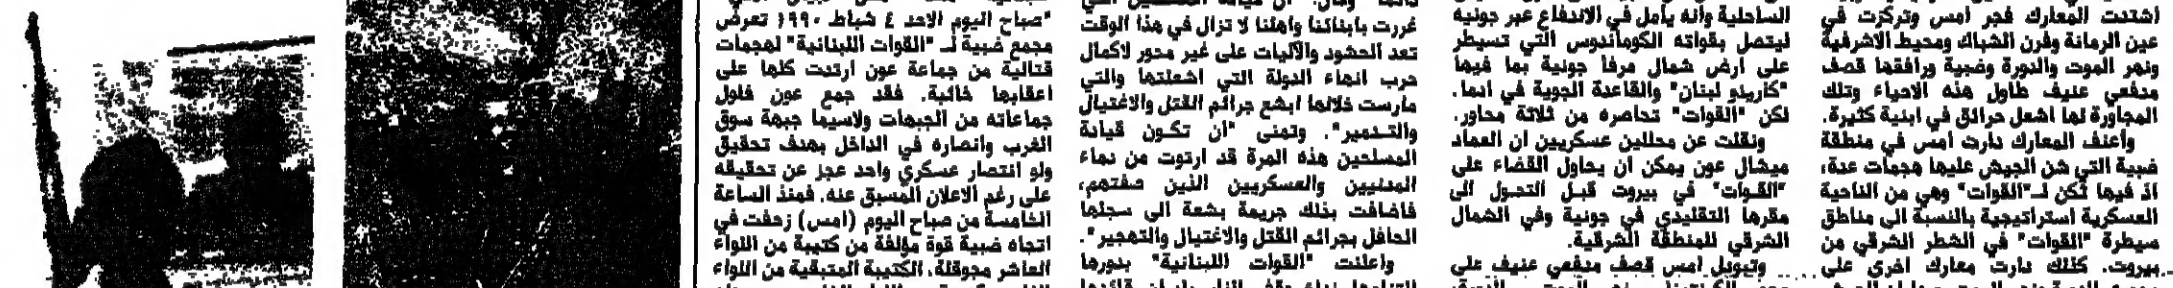 اشتدت المعارك فجر امس وتركزت في
عين الرمانة وفرن الشباك ومحيط الاشرفية
ونهر الموت والدورة وضبية ورافقها قصف
مدفعي عنيف طاول هذه الاحياء وتلك
المجاورة لها اشعل حرائق في ابنية كثيرة.
وأعنف المعارك دارت امس في منطقة
ضبية التي شن الجيش عليها هجمات عدة،
اذ فيها ثكن لـ"القوات" وهي من الناحية
العسكرية استراتيجية بالنسبة الى مناطق
سيطرة "القوات" في الشطر الشرقي من
بيروت. كذلك دارت معارك اخرى على
الساحلية وأنه يأمل في الاندفاع عبر جونيه
ليتصل بقواته الكوماندوس التي تسيطر
على ارض شمال مرفا جونية بما فيها
"كازينو لبنان" والقاعدة الجوية في ادما.
لكن "القوات" تحاصره من ثلاثة محاور.
ونقلت عن محللين عسكريين ان العماد
ميشال عون يمكن ان يحاول القضاء على
"القوات" في بيروت قبل التحول الى
مقرها التقليدي في جونية وفي الشمال
الشرقي للمنطقة الشرقية.
وتبوبل امس قصف مدفعي عنيف على
غررت بابنائنا واهلنا لا تزال في هذا الوقت
تعد الحشود والآليات على غير محور لاكمال
حرب انهاء الدولة التي اشعلتها والتي
مارست خلالها ابشع جرائم القتل والاغتيال
والتدمير". وتمنى "ان تكون قيادة
المسلحين هذه المرة قد ارتوت من دماء
المدنيين والعسكريين الذين صفتهم،
فاضافت بذلك جريمة بشعة الى سجلها
الحافل بجرائم القتل والاغتيال والتهجير".
واعلنت "القوات اللبنانية" بدورها
"صباح اليوم الاحد ٤ شباط ١٩٩٠ تعرض
مجمع ضبية لـ "القوات اللبنانية" لهجمات
قتالية من جماعة عون ارتدت كلها على
اعقابها خائبة. فقد جمع عون فلول
جماعاته من الجبهات ولاسيما جبهة سوق
الغرب وانصاره في الداخل بهدف تحقيق
ولو انتصار عسكري واحد عجز عن تحقيقه
على رغم الاعلان المسبق عنه. فمنذ الساعة
الخامسة من صباح اليوم (امس) زحفت في
اتجاه ضبية قوة مؤلفة من كتيبة من اللواء
العاشر مجوقلة، الكتيبة المتبقية من اللواء